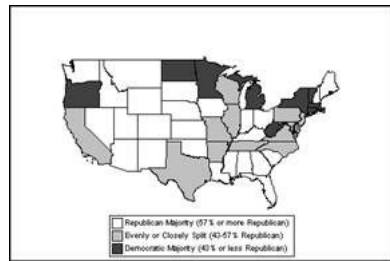 Republican Majority (57% or more Republican)
Evenly or Closely Split (43-57% Republican)
Democratic Majority (43% or less Republican)